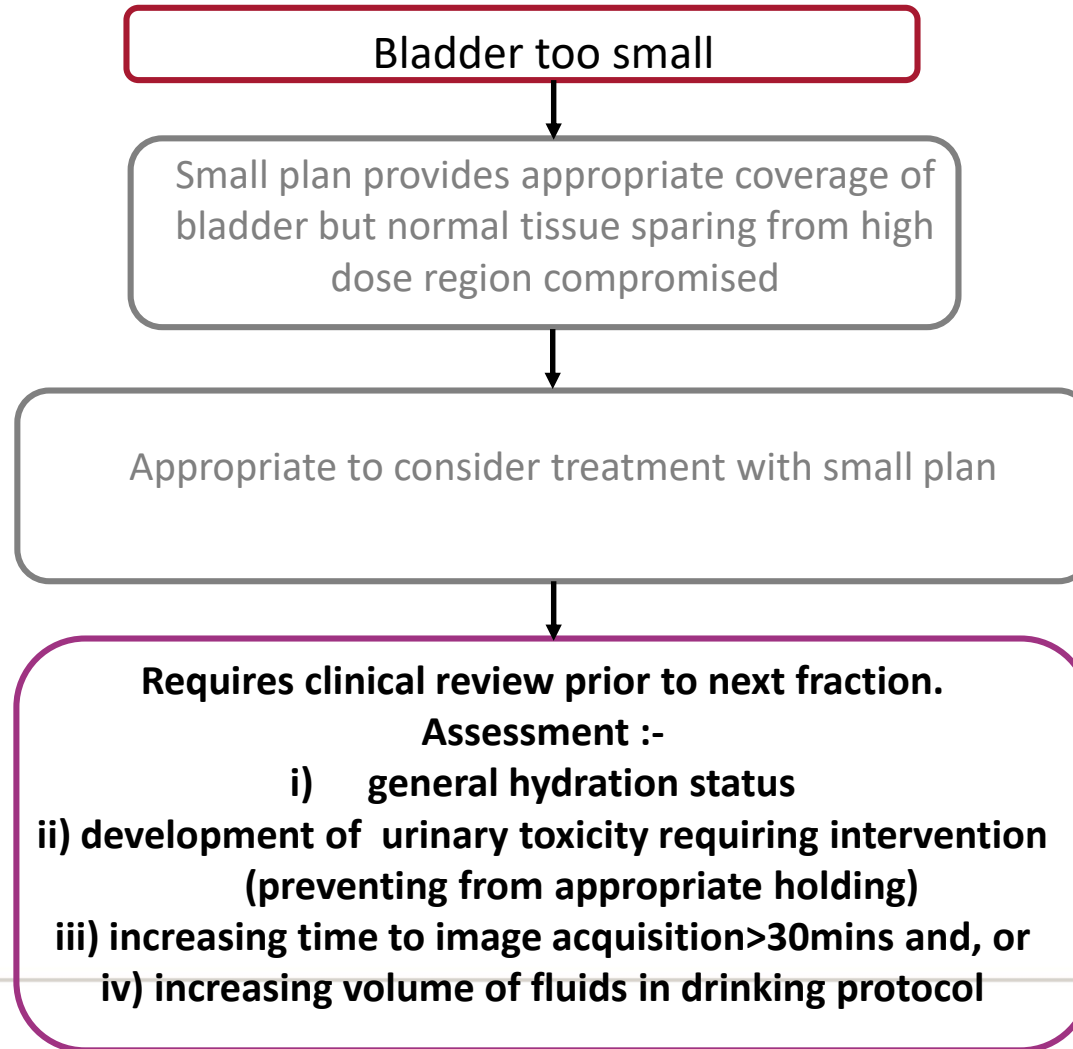 Bladder too small
Small plan provides appropriate coverage of
bladder but normal tissue sparing from high
dose region compromised
Appropriate to consider treatment with small plan
Requires clinical review prior to next fraction.
Assessment :-
i) general hydration status
ii) development of urinary toxicity requiring intervention
(preventing from appropriate holding)
iii) increasing time to image acquisition>30mins and, or
iv) increasing volume of fluids in drinking protocol